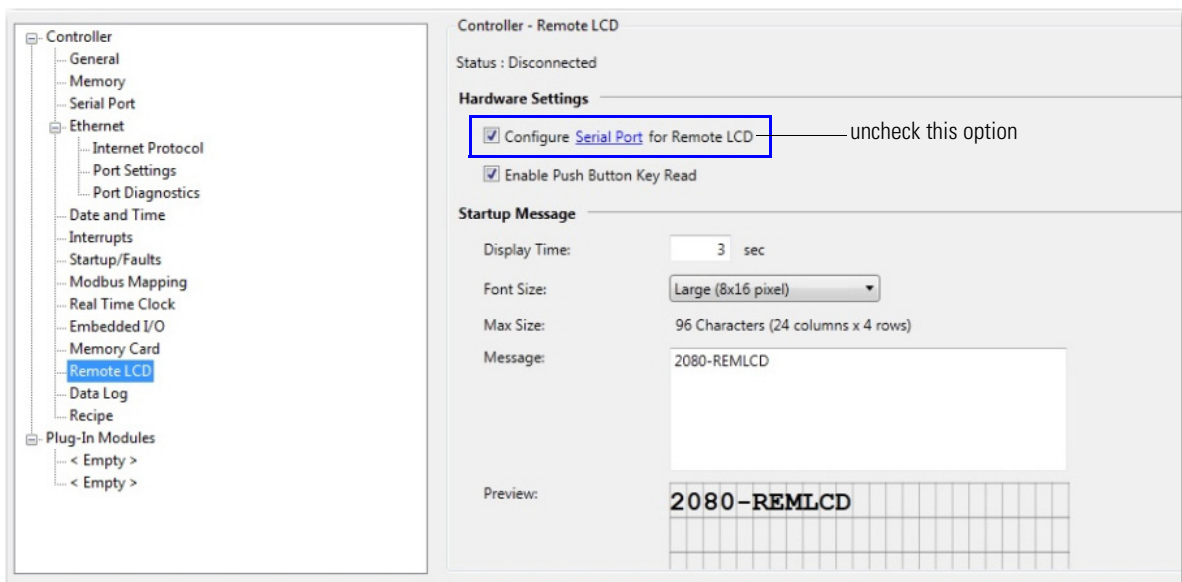 Controller
General
Memory
Serial Port
Ethernet
Internet Protocol
Port Settings
Port Diagnostics
Date and Time
Interrupts
Startup/Faults
Modbus Mapping
Real Time Clock
Embedded I/O
Memory Card
Remote LCD
Data Log
Recipe
Plug-In Modules
< Empty >
< Empty >
Controller - Remote LCD
Status : Disconnected
Hardware Settings
Configure Serial Port for Remote LCD
uncheck this option
Enable Push Button Key Read
Startup Message
Display Time: 3 sec
Font Size: Large (8x16 pixel)
Max Size: 96 Characters (24 columns x 4 rows)
Message: 2080-REMLCD
Preview: 2080-REMLCD